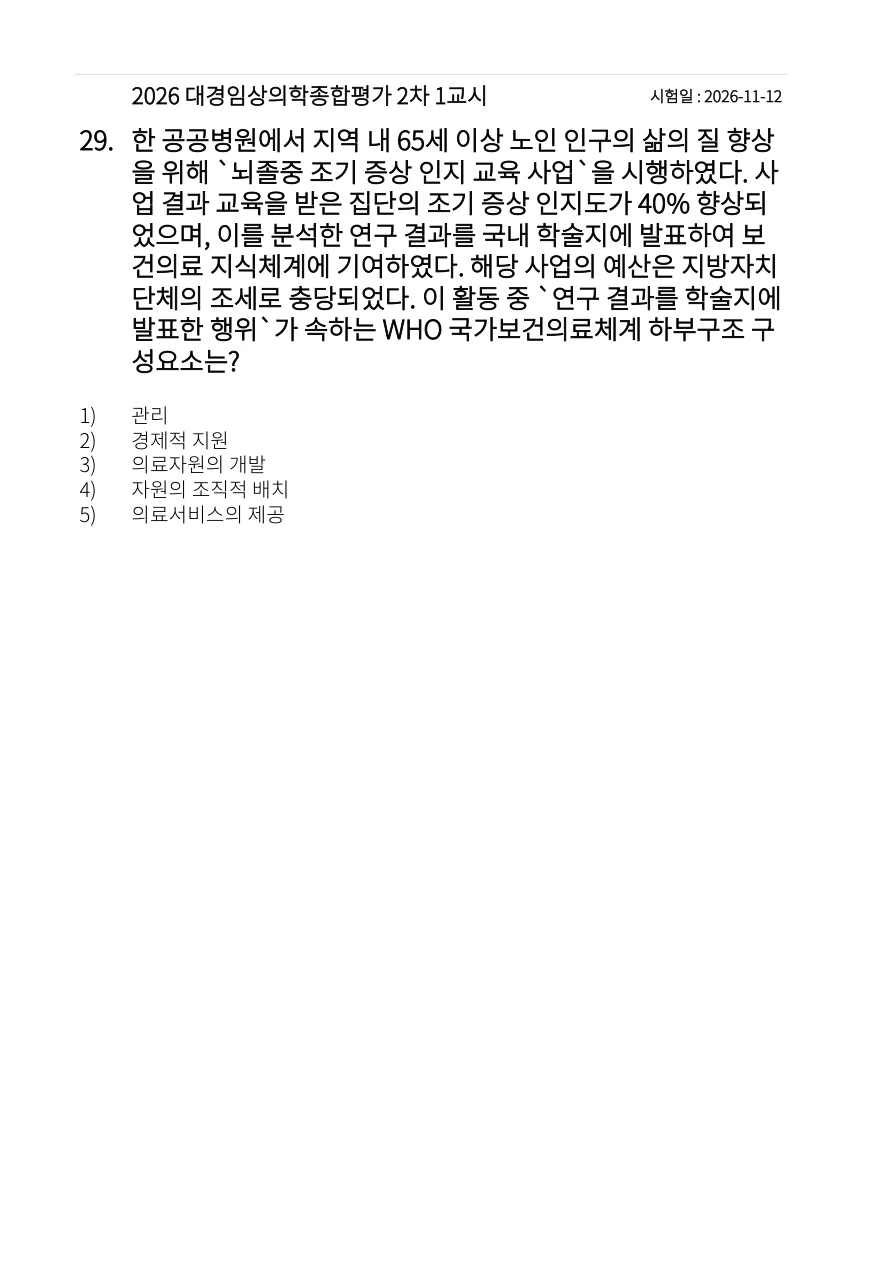 2026 대경임상의학종합평가 2차 1교시
시험일 : 2026-11-12
29. 한 공공병원에서 지역 내 65세 이상 노인 인구의 삶의 질 향상
을 위해 `뇌졸중 조기 증상 인지 교육 사업`을 시행하였다. 사
업 결과 교육을 받은 집단의 조기 증상 인지도가 40% 향상되
었으며, 이를 분석한 연구 결과를 국내 학술지에 발표하여 보
건의료 지식체계에 기여하였다. 해당 사업의 예산은 지방자치
단체의 조세로 충당되었다. 이 활동 중 `연구 결과를 학술지에
발표한 행위`가 속하는 WHO 국가보건의료체계 하부구조 구
성요소는?
1) 관리
2) 경제적 지원
3) 의료자원의 개발
4) 자원의 조직적 배치
5) 의료서비스의 제공